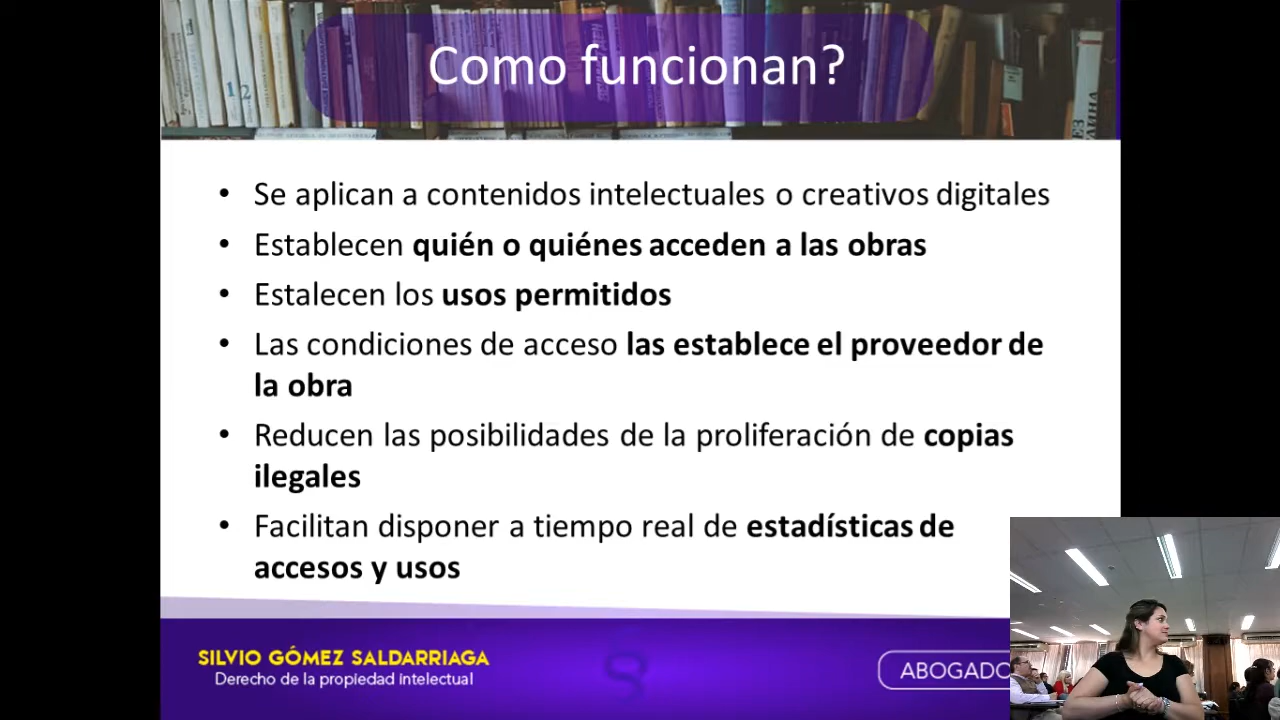 Como funcionan?
• Se aplican a contenidos intelectuales o creativos digitales
• Establecen quién o quiénes acceden a las obras
• Estalecen los usos permitidos
• Las condiciones de acceso las establece el proveedor de
la obra
• Reducen las posibilidades de la proliferación de copias
ilegales
• Facilitan disponer a tiempo real de estadísticas de
accesos y usos
SILVIO GÓMEZ SALDARRIAGA
Derecho de la propiedad intelectual
ABOGADO